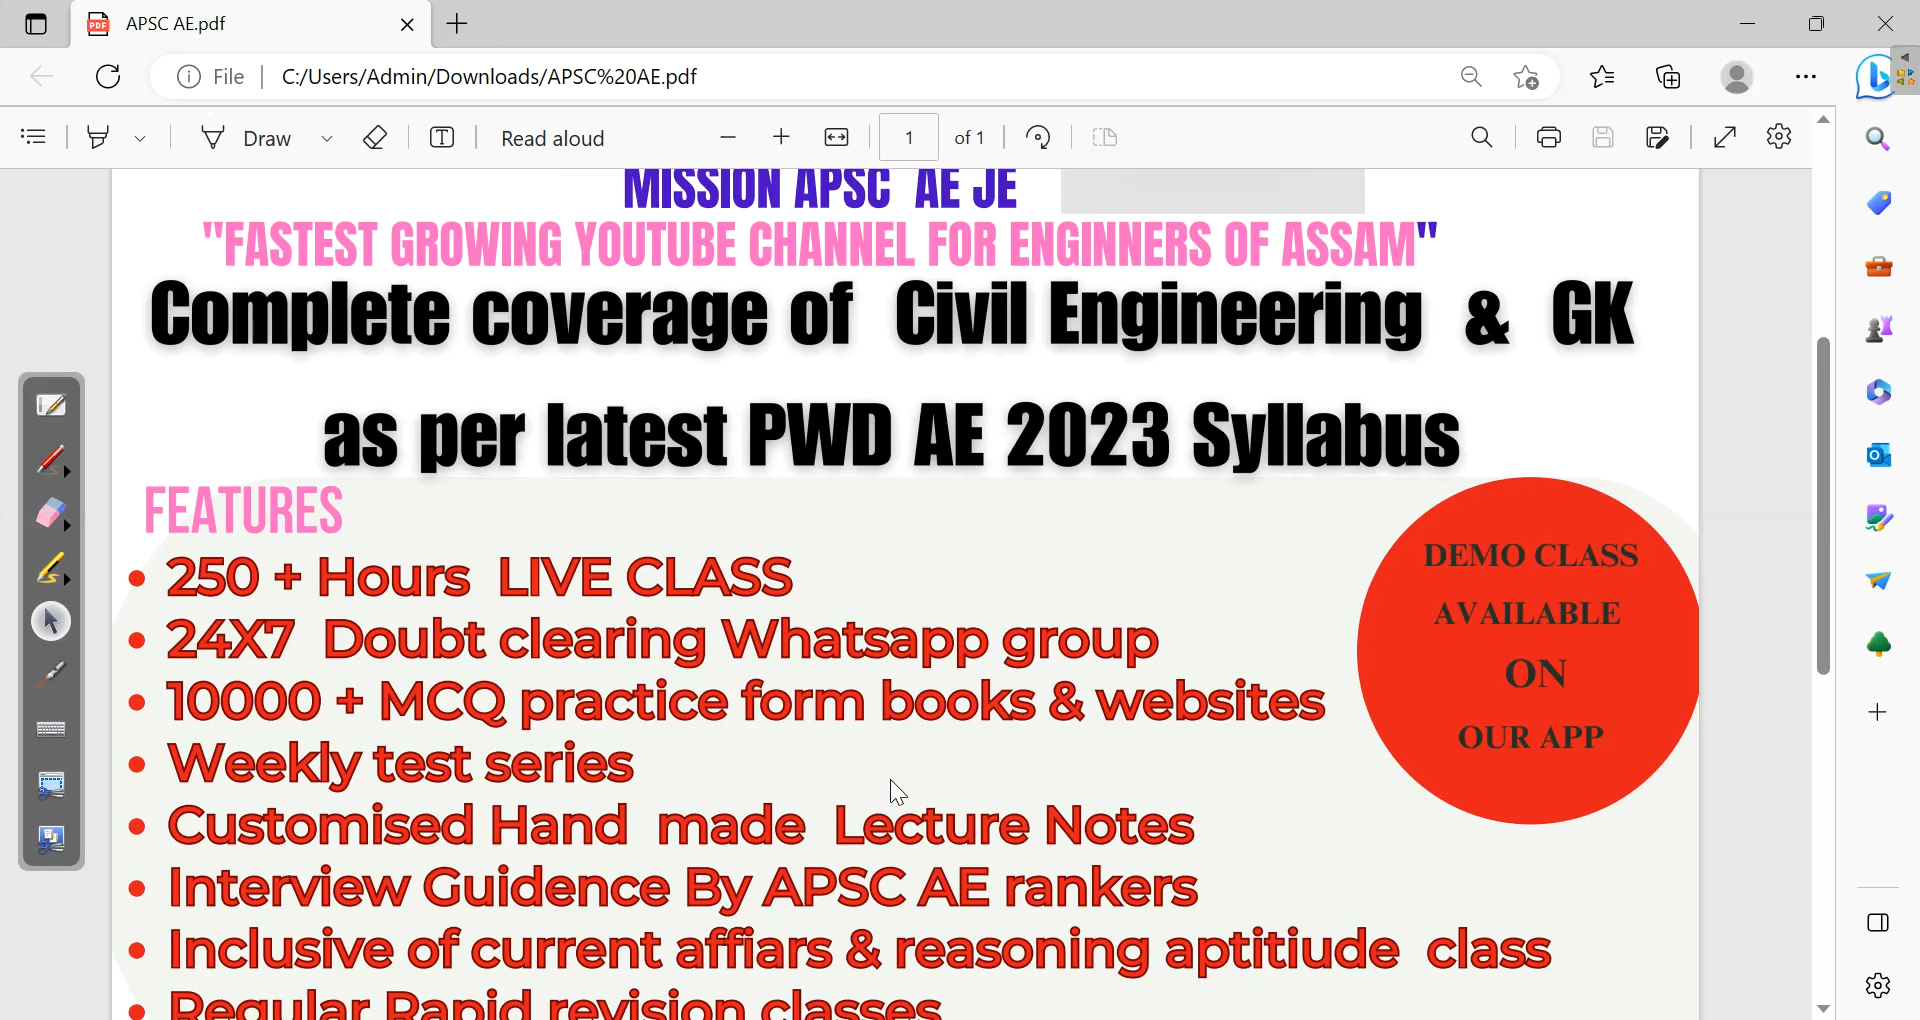 APSC AE.pdf
File
C:/Users/Admin/Downloads/APSC%20AE.pdf
Draw
Read aloud
1
of 1
MISSION APSC AE JE
"FASTEST GROWING YOUTUBE CHANNEL FOR ENGINNERS OF ASSAM"
Complete coverage of Civil Engineering & GK
as per latest PWD AE 2023 Syllabus
FEATURES
• 250 + Hours LIVE CLASS
• 24X7 Doubt clearing Whatsapp group
• 10000 + MCQ practice form books & websites
• Weekly test series
• Customised Hand made Lecture Notes
• Interview Guidence By APSC AE rankers
• Inclusive of current affiars & reasoning aptitiude class
• Regular Rapid revision classes
DEMO CLASS
AVAILABLE
ON
OUR APP